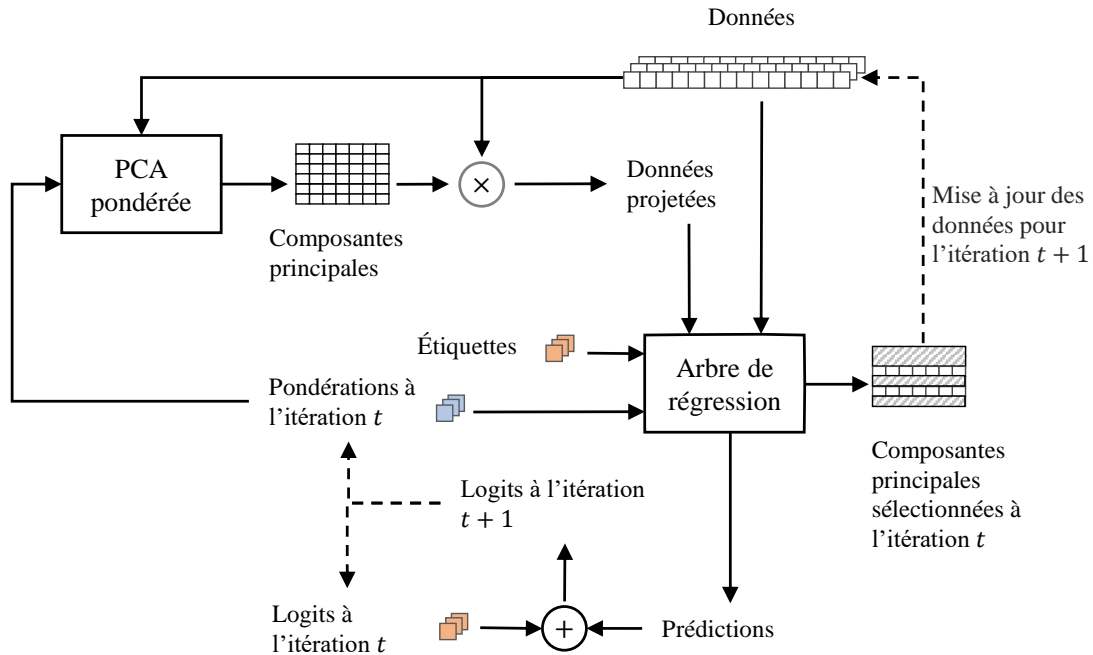 Données
PCA
pondérée
×
Données
projetées
Composantes
principales
Mise à jour des
données pour
l'itération t + 1
Étiquettes
Arbre de
régression
Pondérations à
l'itération t
Composantes
principales
sélectionnées à
l'itération t
Logits à l'itération
t + 1
Logits à
l'itération t
+
Prédictions